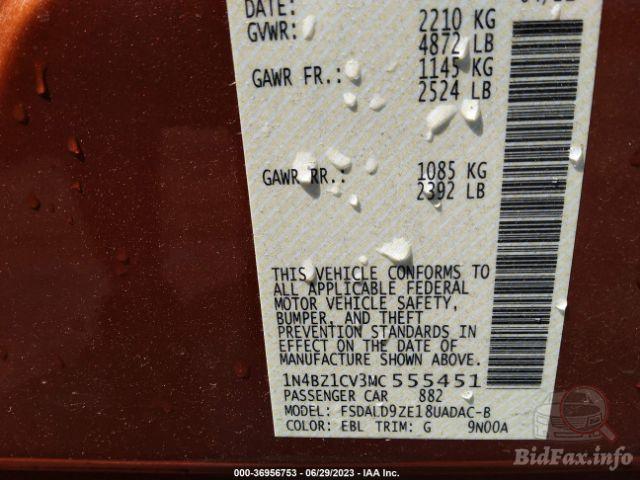 DATE:
GVWR: 2210 KG
4872 LB
GAWR FR.: 1145 KG
2524 LB
GAWR RR.: 1085 KG
2392 LB
THIS VEHICLE CONFORMS TO
ALL APPLICABLE FEDERAL
MOTOR VEHICLE SAFETY,
BUMPER, AND THEFT
PREVENTION STANDARDS IN
EFFECT ON THE DATE OF
MANUFACTURE SHOWN ABOVE.
1N4BZ1CV3MC555451
PASSENGER CAR 882
MODEL: FSDALD9ZE18UADAC-B
COLOR: EBL TRIM: G 9N00A
BidFax.info
000-36956753 - 06/29/2023 - IAA Inc.